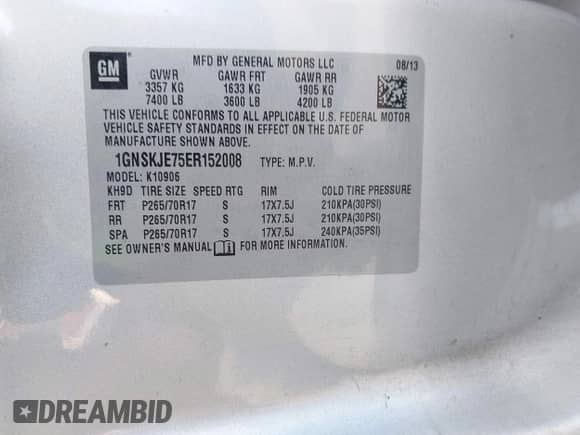 GM
MFD BY GENERAL MOTORS LLC 08/13
GVWR GAWR FRT GAWR RR
3357 KG 1633 KG 1905 KG
7400 LB 3600 LB 4200 LB
THIS VEHICLE CONFORMS TO ALL APPLICABLE U.S. FEDERAL MOTOR
VEHICLE SAFETY STANDARDS IN EFFECT ON THE DATE OF
MANUFACTURE SHOWN ABOVE.
1GNSKJE75ER152008 TYPE: M.P.V.
MODEL: K10906
KH9D TIRE SIZE SPEED RTG RIM
FRT P265/70R17 S 17X7.5J 210KPA(30PSI)
RR P265/70R17 S 17X7.5J 210KPA(30PSI)
SPA P265/70R17 S 17X7.5J 240KPA(35PSI)
SEE OWNER'S MANUAL FOR MORE INFORMATION.
DREAMBID